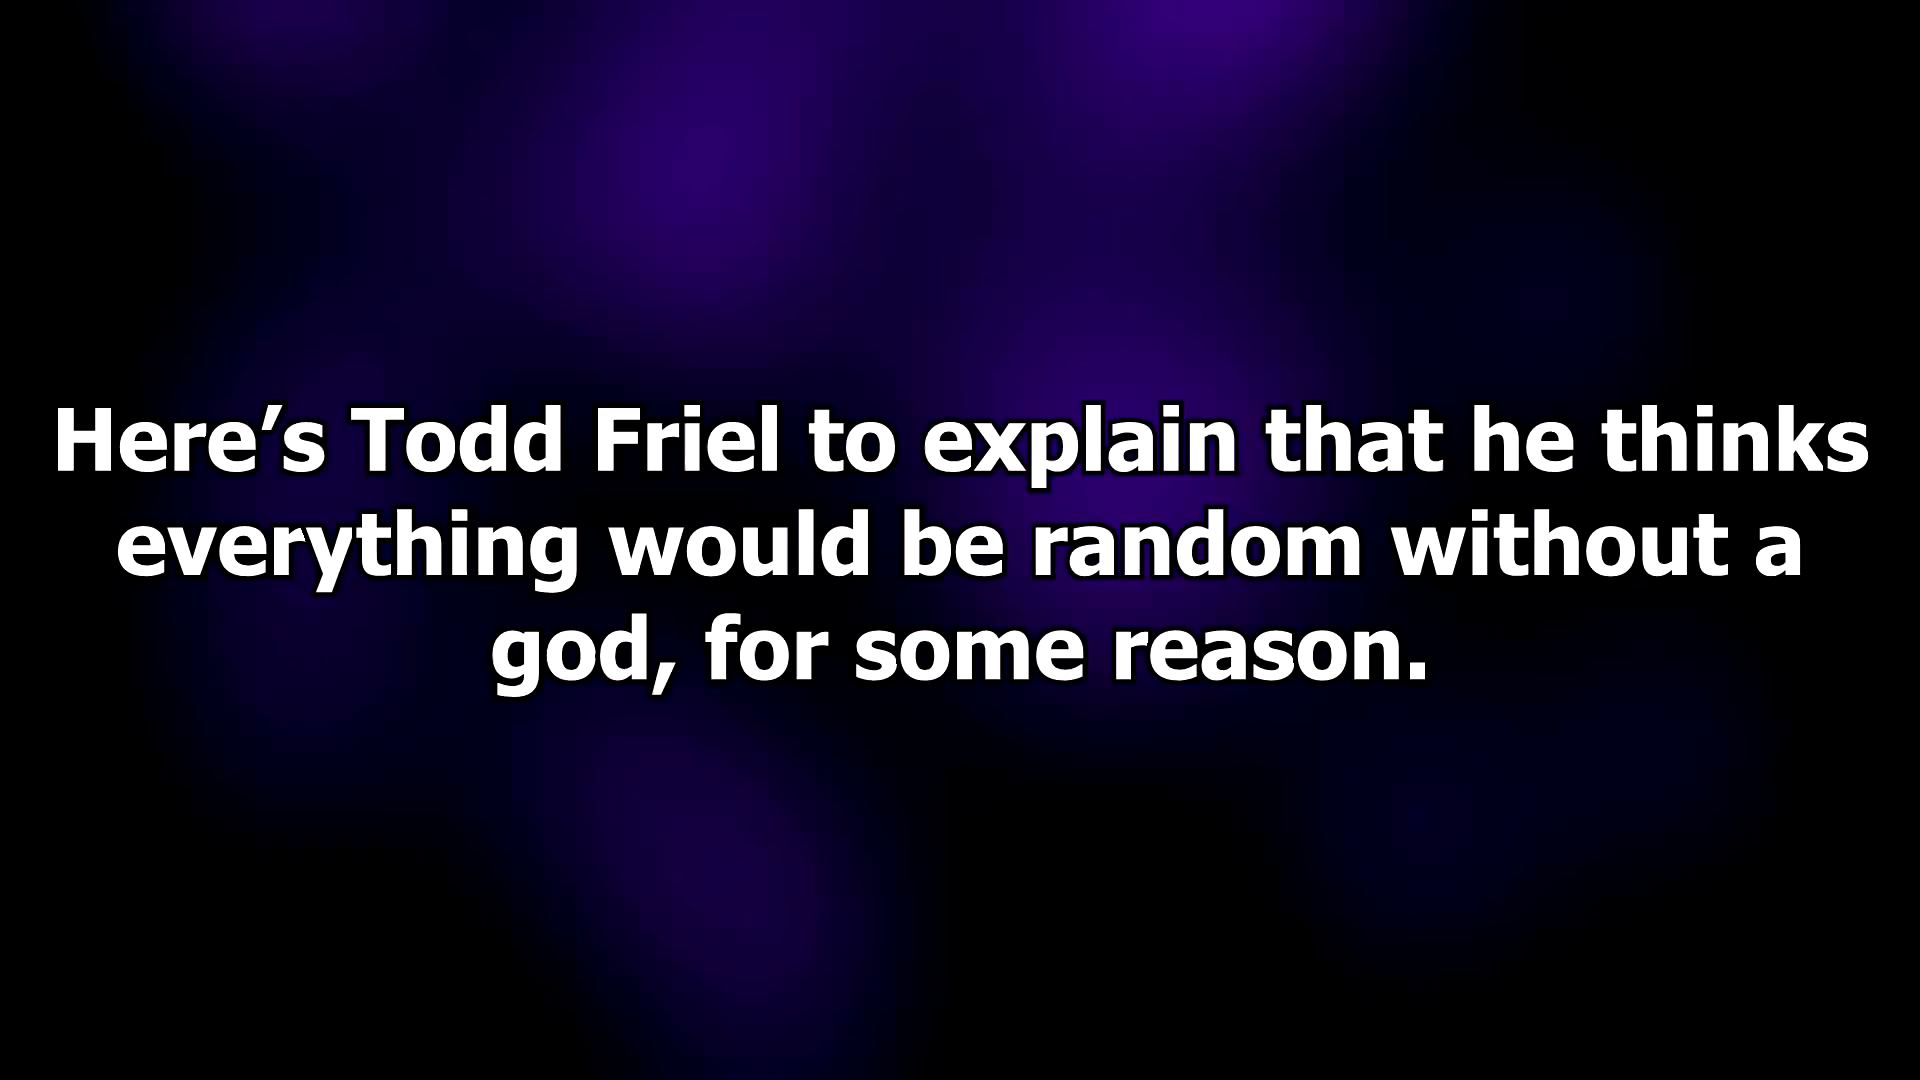 Here’s Todd Friel to explain that he thinks
everything would be random without a
god, for some reason.